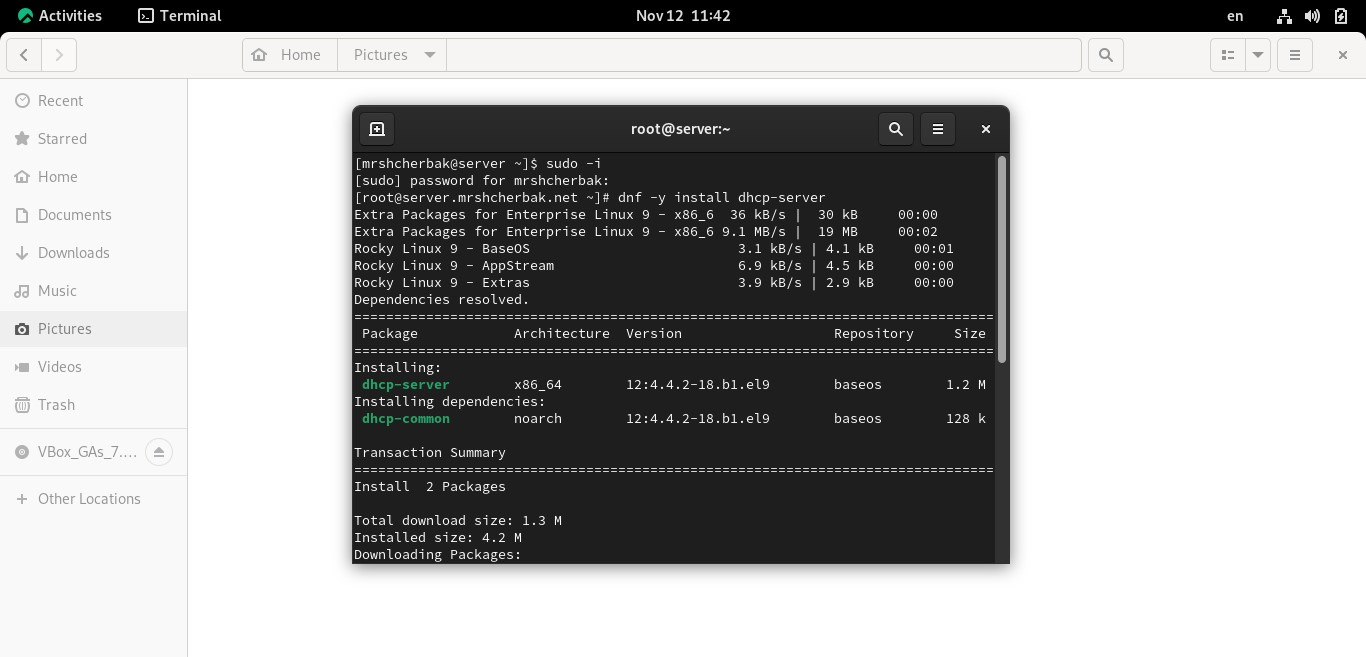 Activities Terminal Nov 12 11:42 en
Home Pictures
Recent
Starred
Home
Documents
Downloads
Music
Pictures
Videos
Trash
VBox_GAs_7....
Other Locations
root@server:~
[mrshcherbak@server ~]$ sudo -i
[sudo] password for mrshcherbak:
[root@server.mrshcherbak.net ~]# dnf -y install dhcp-server
Extra Packages for Enterprise Linux 9 - x86_6  36 kB/s |  30 kB     00:00
Extra Packages for Enterprise Linux 9 - x86_6 9.1 MB/s |  19 MB     00:02
Rocky Linux 9 - BaseOS                          3.1 kB/s | 4.1 kB     00:01
Rocky Linux 9 - AppStream                       6.9 kB/s | 4.5 kB     00:00
Rocky Linux 9 - Extras                          3.9 kB/s | 2.9 kB     00:00
Dependencies resolved.
================================================================================
 Package            Architecture  Version                   Repository     Size
================================================================================
Installing:
 dhcp-server        x86_64        12:4.4.2-18.b1.el9        baseos        1.2 M
Installing dependencies:
 dhcp-common        noarch        12:4.4.2-18.b1.el9        baseos        128 k
Transaction Summary
================================================================================
Install  2 Packages
Total download size: 1.3 M
Installed size: 4.2 M
Downloading Packages: